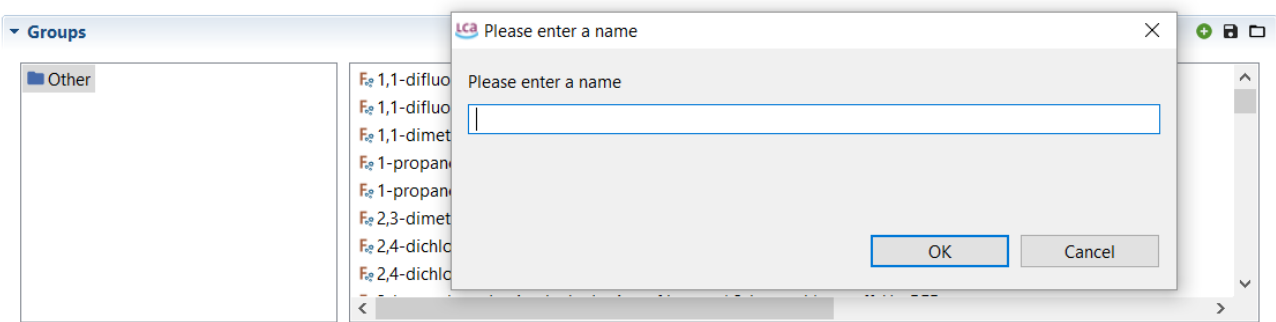 Groups
LCA Please enter a name
Other
1,1-difluo
Please enter a name
1,1-difluo
1,1-dimet
1-propan
1-propan
2,3-dimet
2,4-dichlo
OK
Cancel
2,4-dichlo